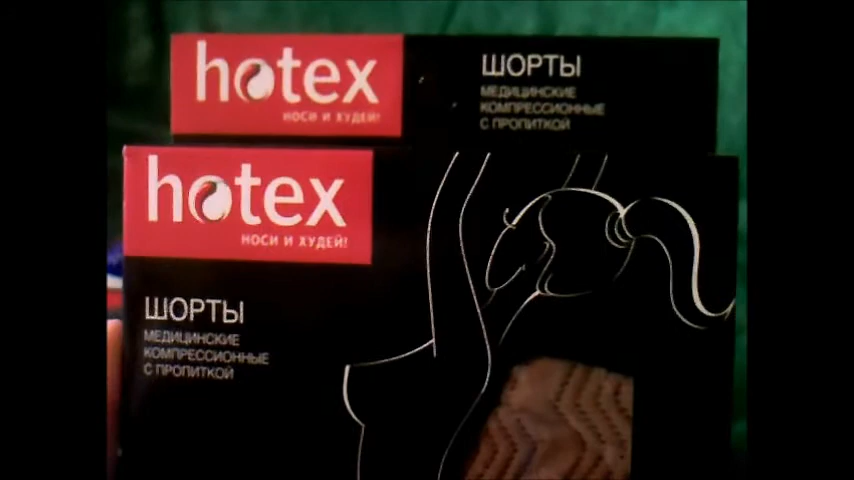 hotex
НОСИ И ХУДЕЙ!
ШОРТЫ
МЕДИЦИНСКИЕ
КОМПРЕССИОННЫЕ
С ПРОПИТКОЙ
hotex
НОСИ И ХУДЕЙ!
ШОРТЫ
МЕДИЦИНСКИЕ
КОМПРЕССИОННЫЕ
С ПРОПИТКОЙ